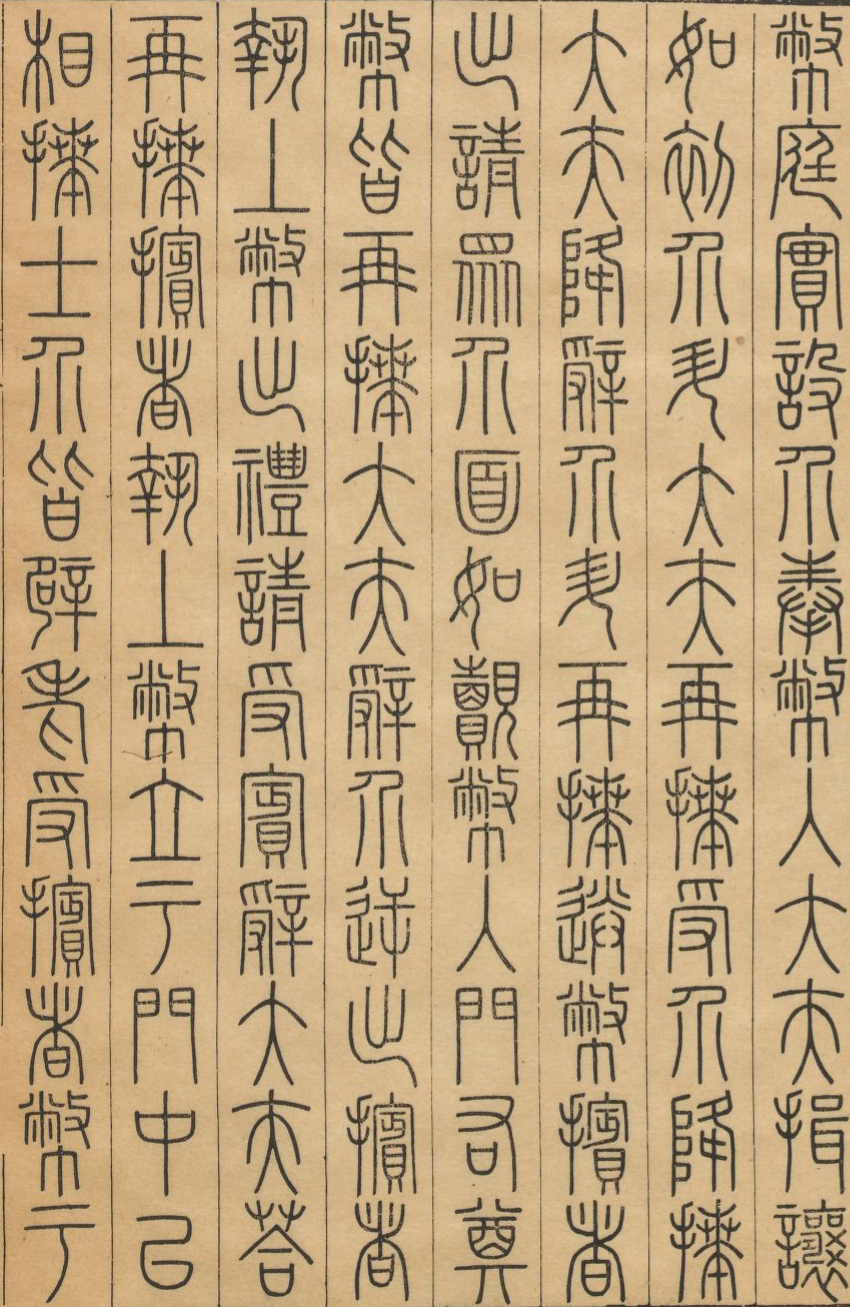 幣庭實設介奉幣入大夫揖讓
如初介升大夫再拜受介降拜
大夫降辭介升再拜送幣擯者
出請眾介面如覿幣入門右奠
幣皆再拜大夫辭介逆出擯者
執上幣出禮請受賓辭大夫答
再拜擯者執上幣立于門中以
相拜士介皆辟老受擯者幣于